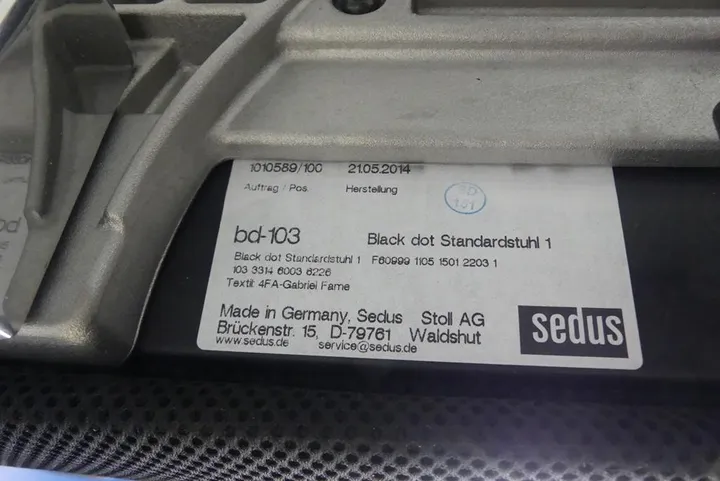 1010589/100 21.05.2014
Auftrag / Pos. Herstellung
bd-103 Black dot Standardstuhl 1
Black dot Standardstuhl 1 F60999 1105 1501 2203 1
103 3314 6003 6226
Textil: 4FA-Gabriel Fame
Made in Germany, Sedus Stoll AG
Brückenstr. 15, D-79761 Waldshut
www.sedus.de service@sedus.de
sedus